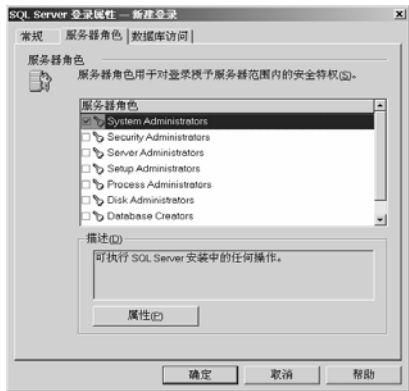 SQL Server 登录属性 — 新建登录
常规 服务器角色 数据库访问
服务器角色
服务器角色用于对登录授予服务器范围内的安全特权(S)。
服务器角色
System Administrators
Security Administrators
Server Administrators
Setup Administrators
Process Administrators
Disk Administrators
Database Creators
描述(D)
可执行 SQL Server 安装中的任何操作。
属性(P)
确定 取消 帮助